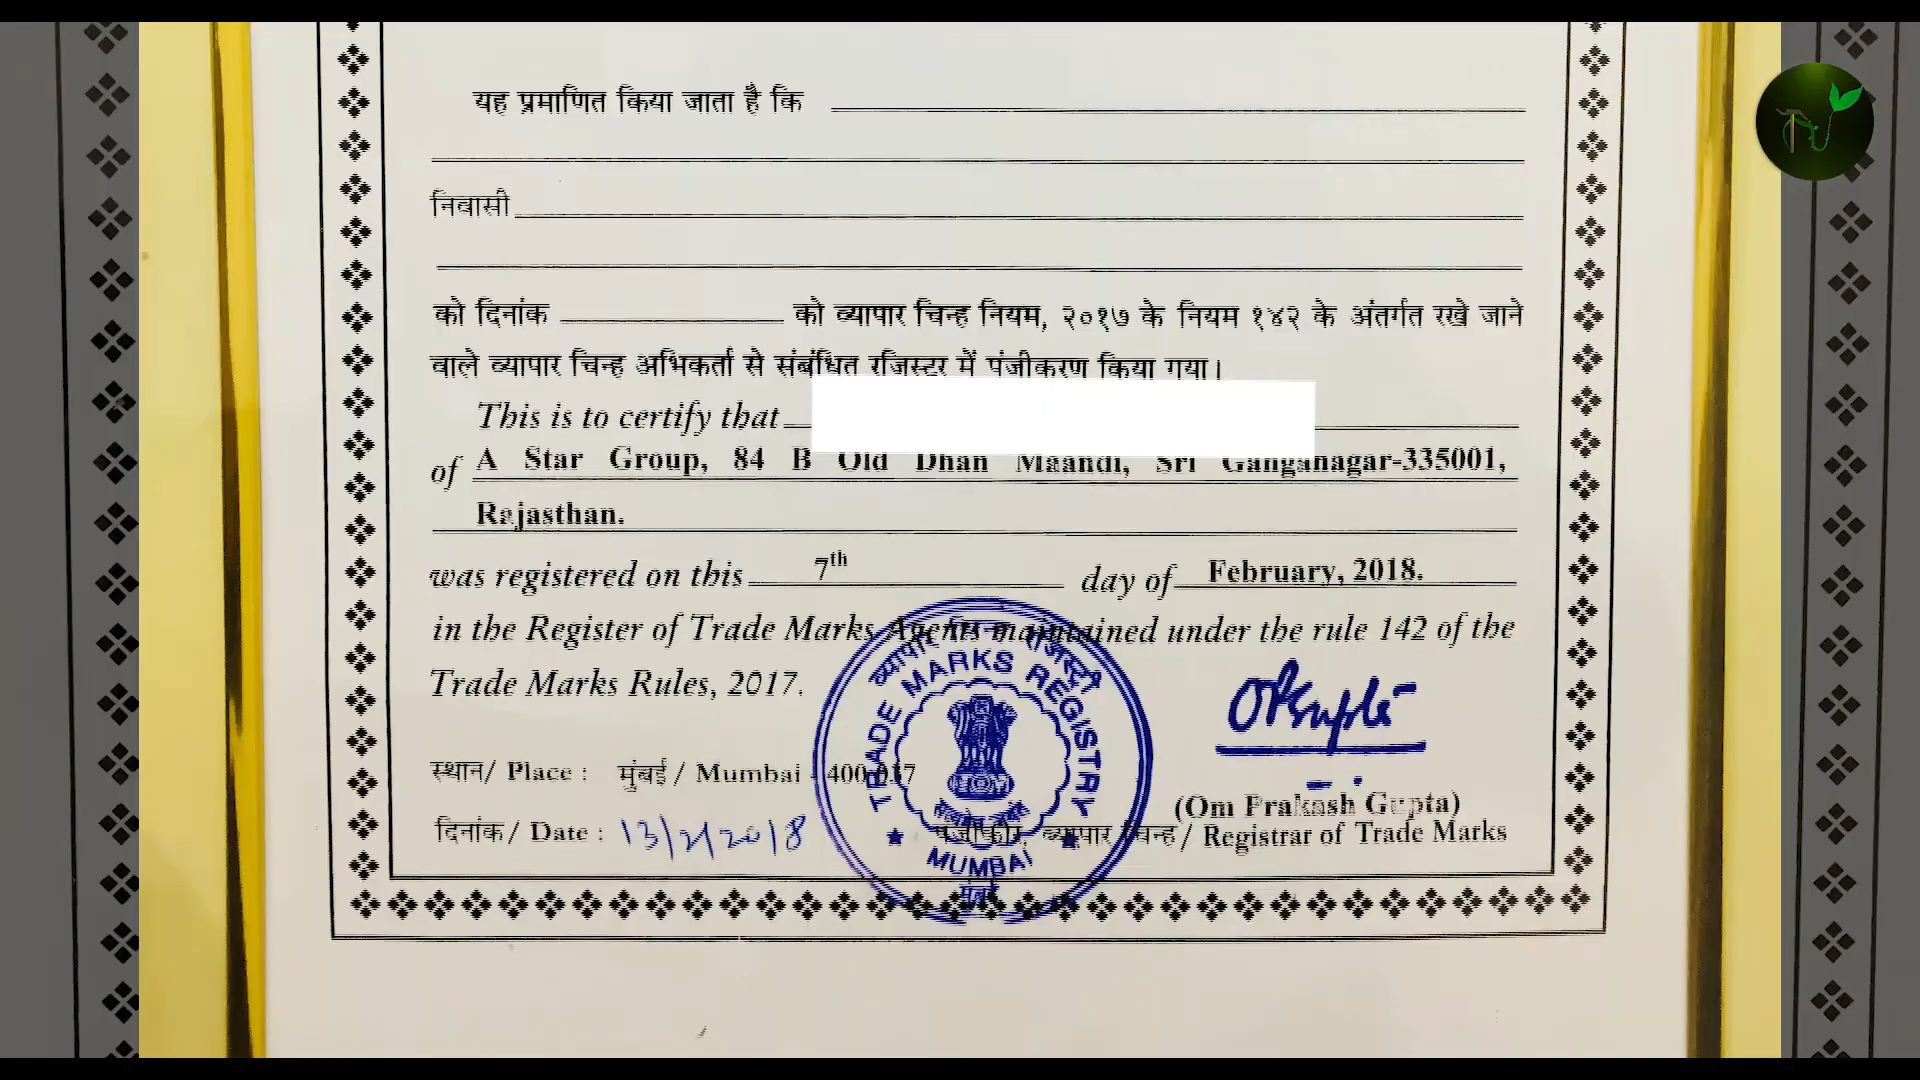 यह प्रमाणित किया जाता है कि
निवासी
को दिनांक को व्यापार चिन्ह नियम, २०१७ के नियम १४२ के अंतर्गत रखे जाने
वाले व्यापार चिन्ह अभिकर्ता से संबंधित रजिस्टर में पंजीकरण किया गया।
This is to certify that
of A Star Group, 84 B Old Dhan Maandi, Sri Ganganagar-335001,
Rajasthan.
was registered on this 7th day of February, 2018.
in the Register of Trade Marks Agents maintained under the rule 142 of the
Trade Marks Rules, 2017.
TRADE MARKS REGISTRY
MUMBAI
मुंबई
OPGupta
स्थान/ Place : मुंबई / Mumbai - 400 037
(Om Prakash Gupta)
दिनांक/ Date : 13/2/2018
व्यापार चिन्ह / Registrar of Trade Marks